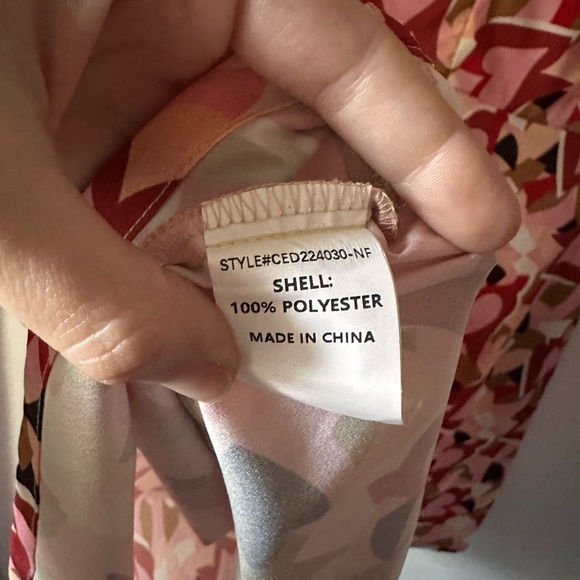 STYLE#CED224030-NF
SHELL:
100% POLYESTER
MADE IN CHINA